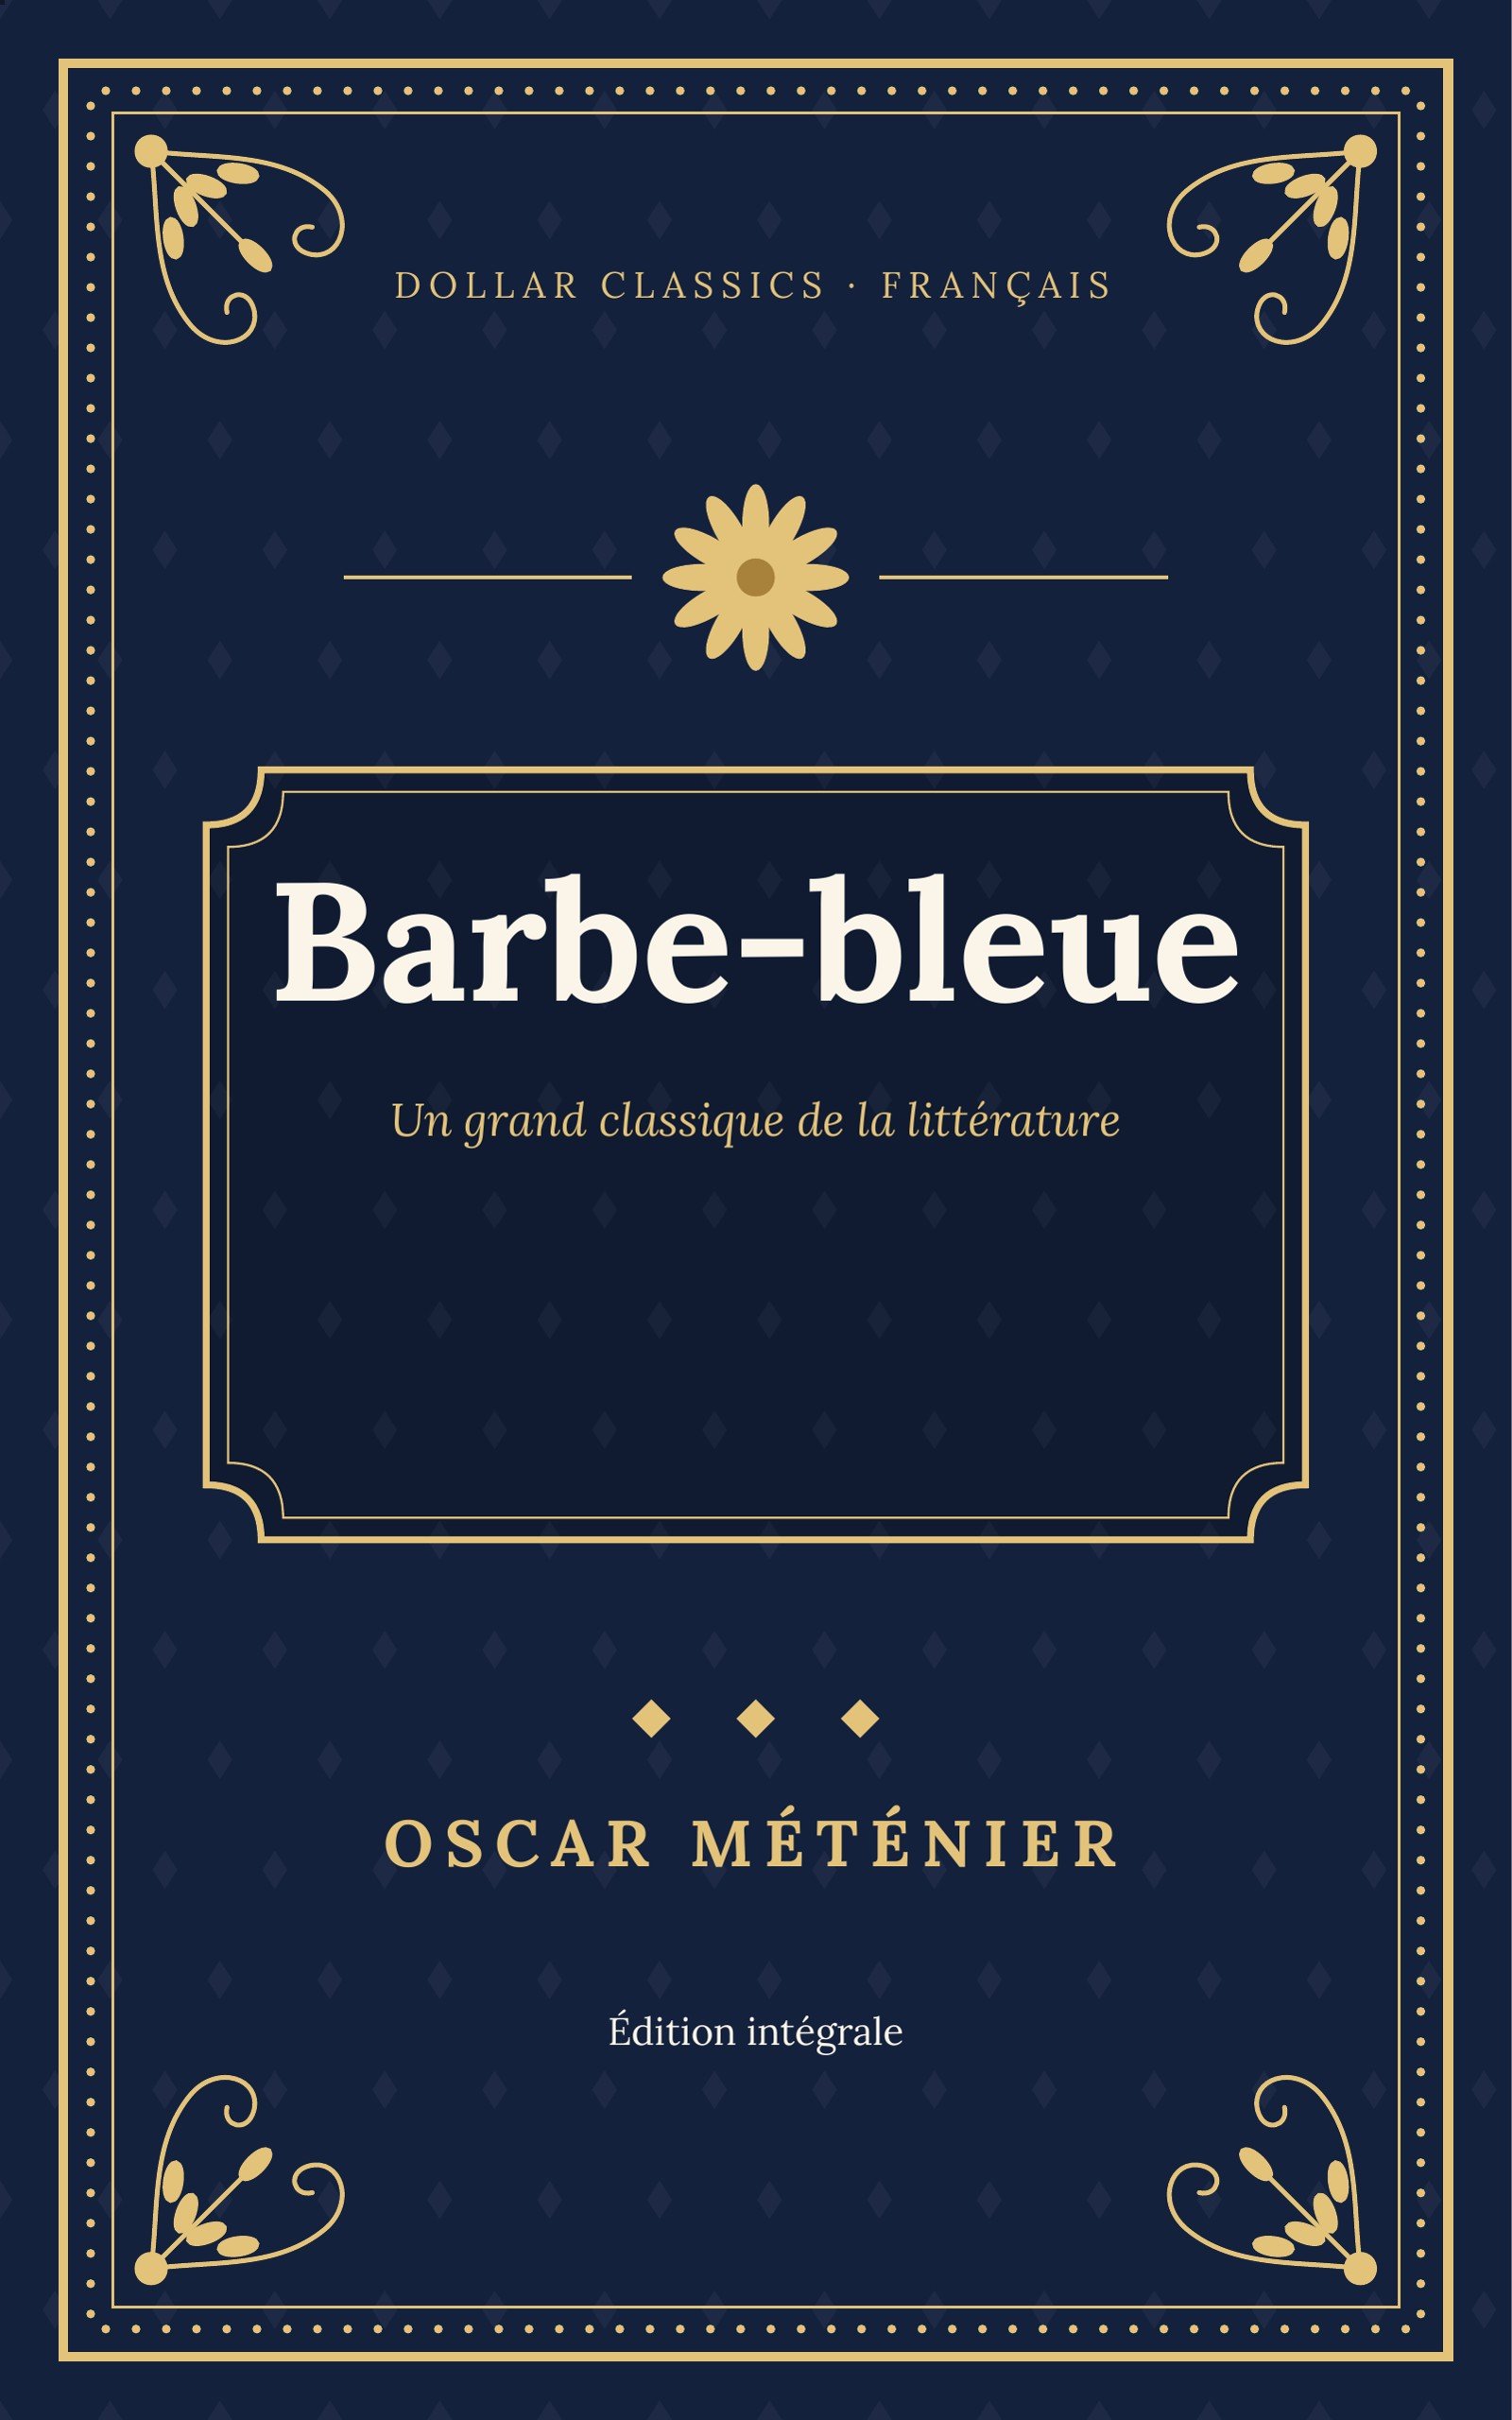 DOLLAR CLASSICS · FRANÇAIS
Barbe-bleue
Un grand classique de la littérature
OSCAR MÉTÉNIER
Édition intégrale